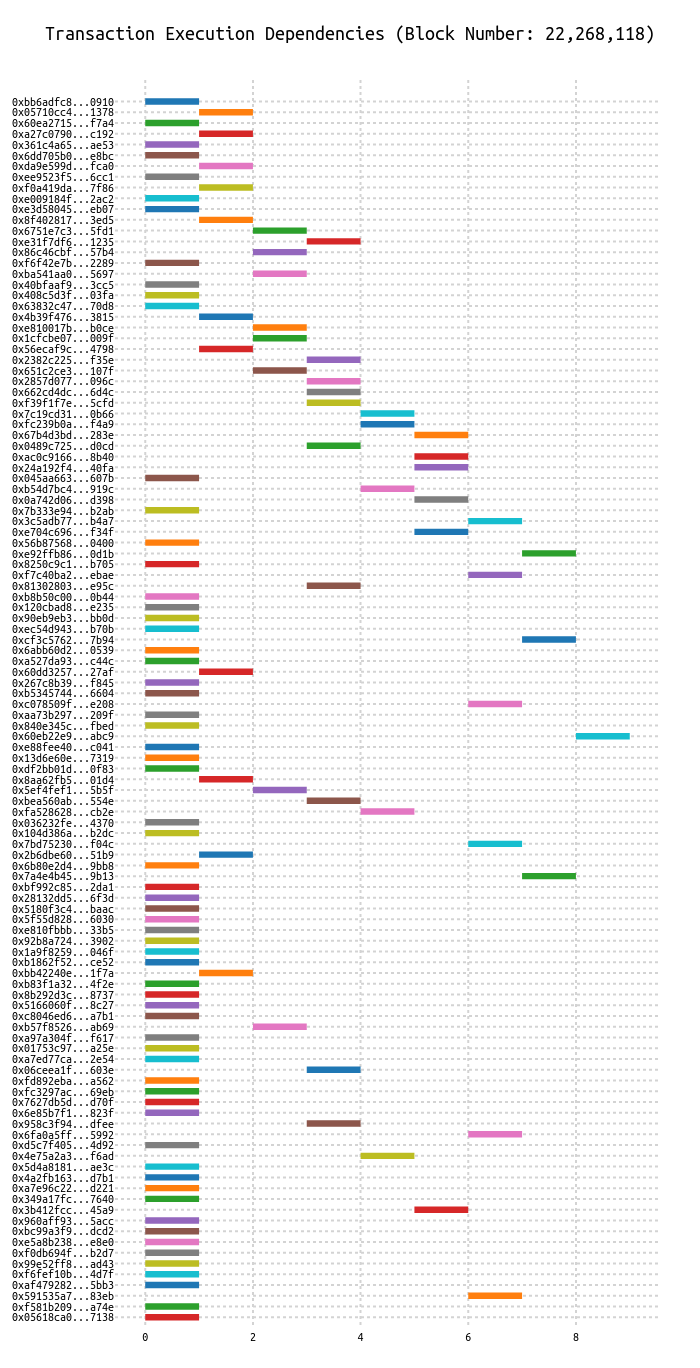 Transaction Execution Dependencies (Block Number: 22,268,118)
0xbb6adfc8...0910
0x05710cc4...1378
0x60ea2715...f7a4
0xa27c0790...c192
0x361c4a65...ae53
0x6dd705b0...e8bc
0xda9e599d...fca0
0xee9523f5...6cc1
0xf0a419da...7f86
0xe009184f...2ac2
0xe3d58045...eb07
0x8f402817...3ed5
0x6751e7c3...5fd1
0xe31f7df6...1235
0x86c46cbf...57b4
0xf6f42e7b...2289
0xba541aa0...5697
0x40bfaaf9...3cc5
0x408c5d3f...03fa
0x63832c47...70d8
0x4b39f476...3815
0xe810017b...b0ce
0x1cfcbe07...009f
0x56ecaf9c...4798
0x2382c225...f35e
0x651c2ce3...107f
0x2857d077...096c
0x662cd4dc...6d4c
0xf39f1f7e...5cfd
0x7c19cd31...0b66
0xfc239b0a...f4a9
0x67b4d3bd...283e
0x0489c725...d0cd
0xac0c9166...8b40
0x24a192f4...40fa
0x045aa663...607b
0xb54d7bc4...919c
0x0a742d06...d398
0x7b333e94...b2ab
0x3c5adb77...b4a7
0xe704c696...f34f
0x56b87568...0400
0xe92ffb86...0d1b
0x8250c9c1...b705
0xf7c40ba2...ebae
0x81302803...e95c
0xb8b50c00...0b44
0x120cbad8...e235
0x90eb9eb3...bb0d
0xec54d943...b70b
0xcf3c5762...7b94
0x6abb60d2...0539
0xa527da93...c44c
0x60dd3257...27af
0x267c8b39...f845
0xb5345744...6604
0xc078509f...e208
0xaa73b297...209f
0x840e345c...fbed
0x60eb22e9...abc9
0xe88fee40...c041
0x13d6e60e...7319
0xdf2bb01d...0f83
0x8aa62fb5...01d4
0x5ef4fef1...5b5f
0xbea560ab...554e
0xfa528628...cb2e
0x036232fe...4370
0x104d386a...b2dc
0x7bd75230...f04c
0x2b6dbe60...51b9
0x6b80e2d4...9bb8
0x7a4e4b45...9b13
0xbf992c85...2da1
0x28132dd5...6f3d
0x5180f3c4...baac
0x5f55d828...6030
0xe810fbbb...33b5
0x92b8a724...3902
0x1a9f8259...046f
0xb1862f52...ce52
0xbb42240e...1f7a
0xb83f1a32...4f2e
0x8b292d3c...8737
0x5166060f...8c27
0xc8046ed6...a7b1
0xb57f8526...ab69
0xa97a304f...f617
0x01753c97...a25e
0xa7ed77ca...2e54
0x06ceea1f...603e
0xfd892eba...a562
0xfc3297ac...69eb
0x7627db5d...d70f
0x6e85b7f1...823f
0x958c3f94...dfee
0x6fa0a5ff...5992
0xd5c7f405...4d92
0x4e75a2a3...f6ad
0x5d4a8181...ae3c
0x4a2fb163...d7b1
0xa7e96c22...d221
0x349a17fc...7640
0x3b412fcc...45a9
0x960aff93...5acc
0xbc99a3f9...dcd2
0xe5a8b238...e8e0
0xf0db694f...b2d7
0x99e52ff8...ad43
0xf6fef10b...4d7f
0xaf479282...5bb3
0x591535a7...83eb
0xf581b209...a74e
0x05618ca0...7138
0 2 4 6 8